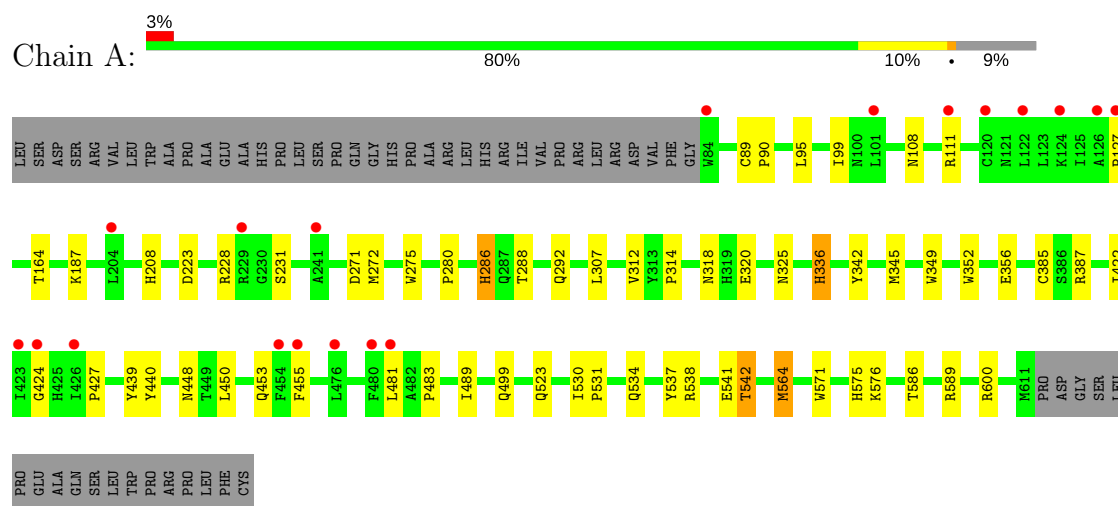 3%
Chain A:
80% 10% • 9%
LEU SER ASP SER ARG VAL LEU TRP ALA PRO ALA GLU ALA HIS PRO LEU SER PRO GLN GLY HIS PRO ALA ARG LEU HIS ARG ILE VAL PRO ARG LEU ARG ASP VAL PHE GLY W84 C89 P90 L95 I99 N100 L101 N108 R111 C120 N121 L122 L123 K124 I125 A126 P127
T164 K187 L204 H208 D223 R228 R229 G230 S231 A241 D271 M272 W275 P280 H286 Q287 T288 Q292 L307 V312 Y313 P314 N318 H319 E320 N325 H336 Y342 M345 W349 W352 E356 C385 S386 R387 I422
I423 G424 H425 I426 P427 Y439 Y440 N448 T449 L450 Q453 F454 F455 L476 F480 L481 A482 P483 I489 Q499 Q523 I530 P531 Q534 Y537 R538 E541 T542 M564 W571 H575 K576 T586 R589 R600 M611 PRO ASP GLY SER LEU
PRO GLU ALA GLN SER LEU TRP PRO ARG PRO LEU PHE CYS